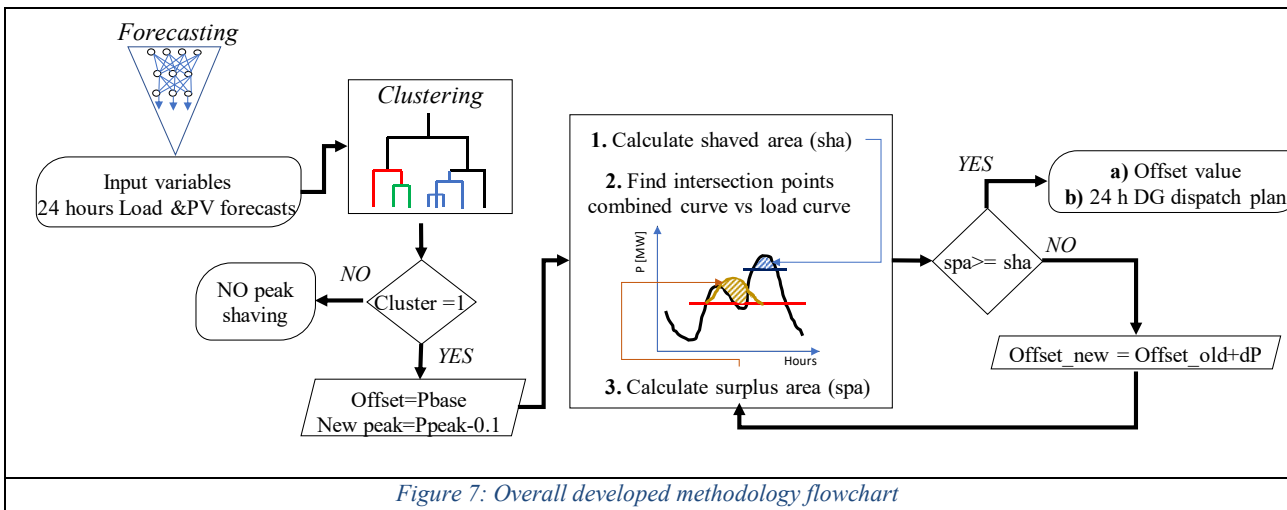 Forecasting
Input variables
24 hours Load &PV forecasts
Clustering
Cluster =1
NO
NO peak
shaving
YES
Offset=Pbase
New peak=Ppeak-0.1
1. Calculate shaved area (sha)
2. Find intersection points
combined curve vs load curve
P [MW]
Hours
3. Calculate surplus area (spa)
spa>= sha
YES
a) Offset value
b) 24 h DG dispatch plan
NO
Offset_new = Offset_old+dP
Figure 7: Overall developed methodology flowchart